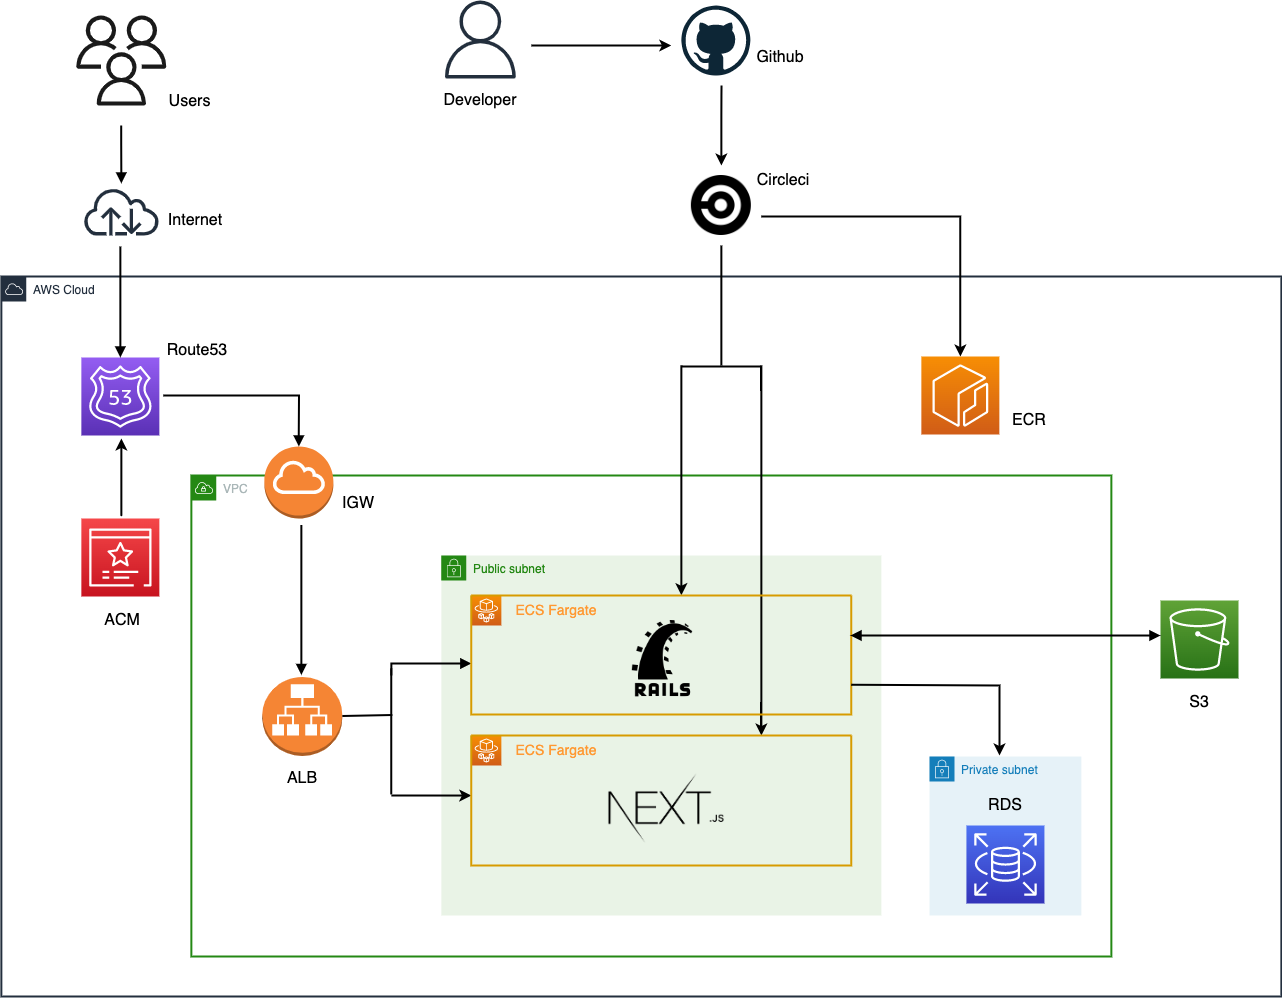 Users
Developer
Github
Circleci
Internet
AWS Cloud
Route53
53
ECR
VPC
IGW
ACM
Public subnet
ECS Fargate
RAILS
S3
ALB
ECS Fargate
NEXT.JS
Private subnet
RDS